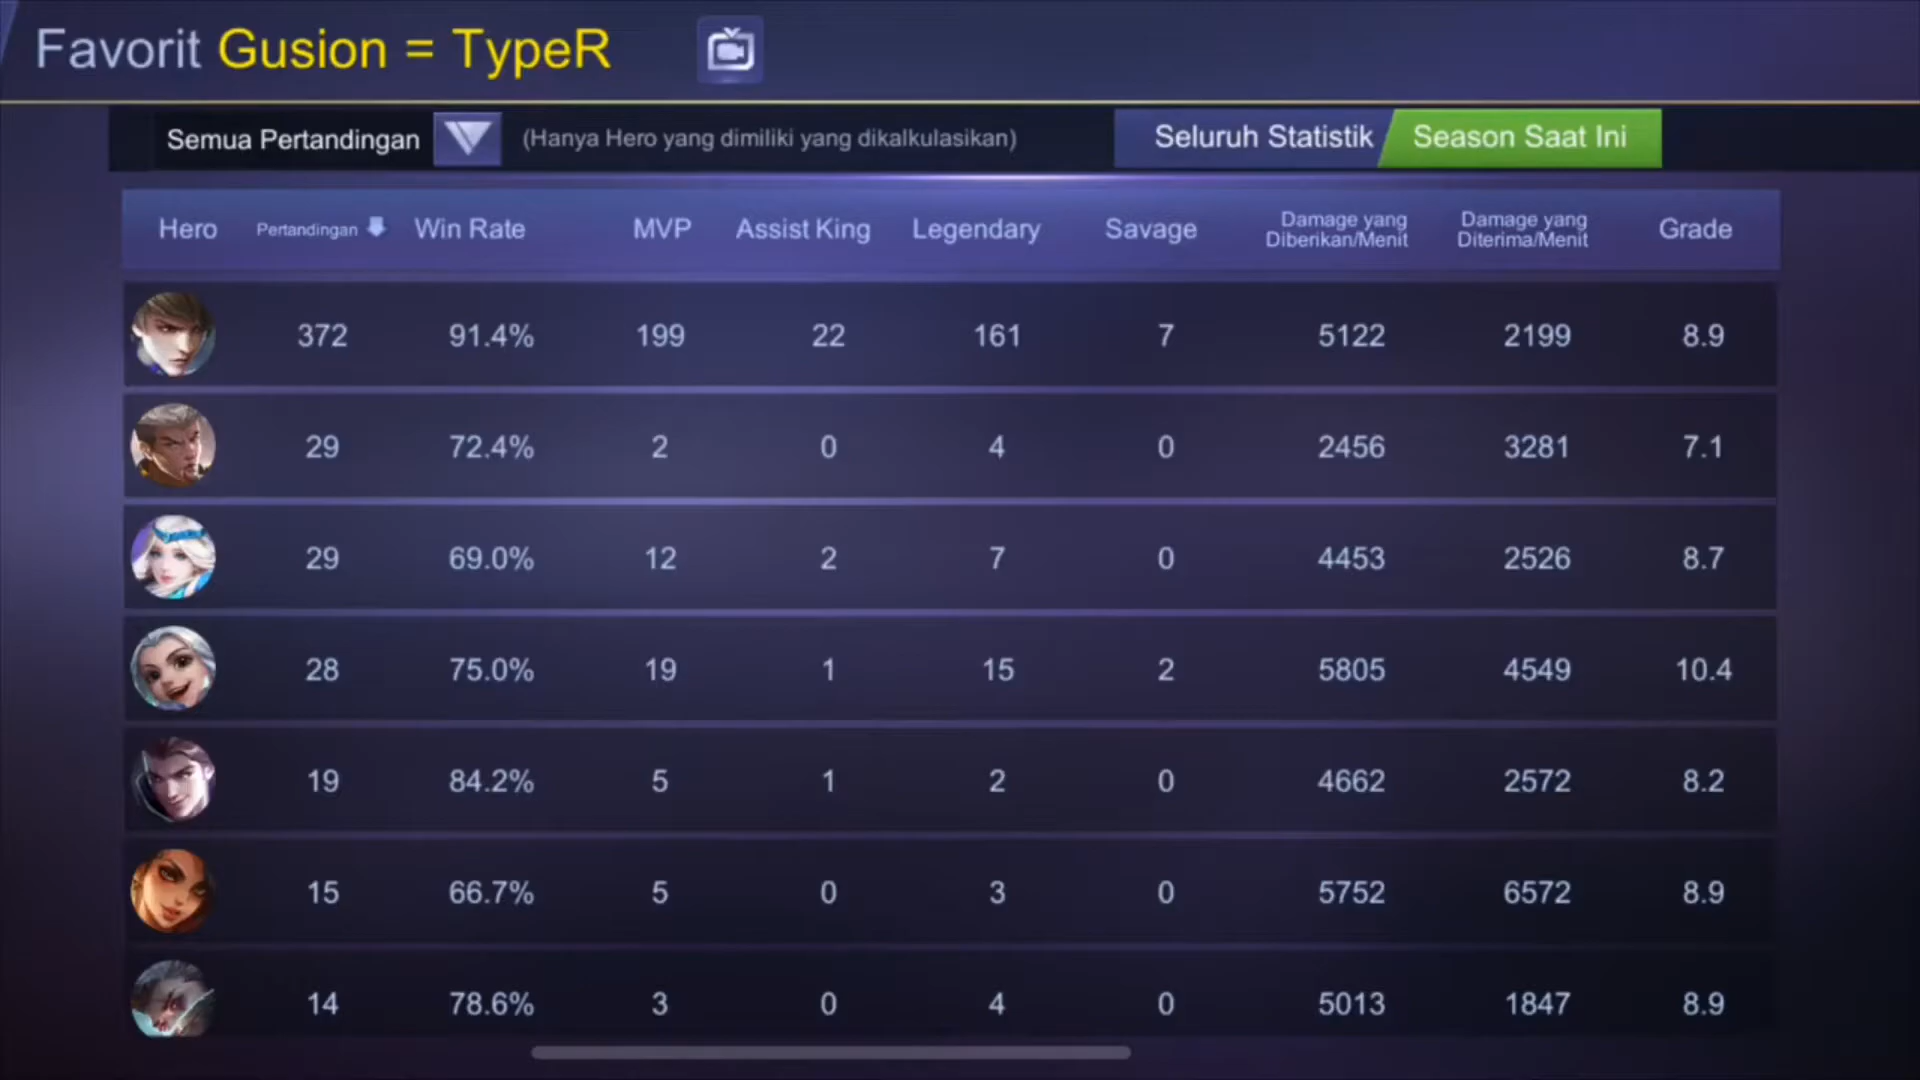 Favorit Gusion = TypeR
Semua Pertandingan (Hanya Hero yang dimiliki yang dikalkulasikan) Seluruh Statistik Season Saat Ini
Hero Pertandingan Win Rate MVP Assist King Legendary Savage Damage yang Diberikan/Menit Damage yang Diterima/Menit Grade
372 91.4% 199 22 161 7 5122 2199 8.9
29 72.4% 2 0 4 0 2456 3281 7.1
29 69.0% 12 2 7 0 4453 2526 8.7
28 75.0% 19 1 15 2 5805 4549 10.4
19 84.2% 5 1 2 0 4662 2572 8.2
15 66.7% 5 0 3 0 5752 6572 8.9
14 78.6% 3 0 4 0 5013 1847 8.9